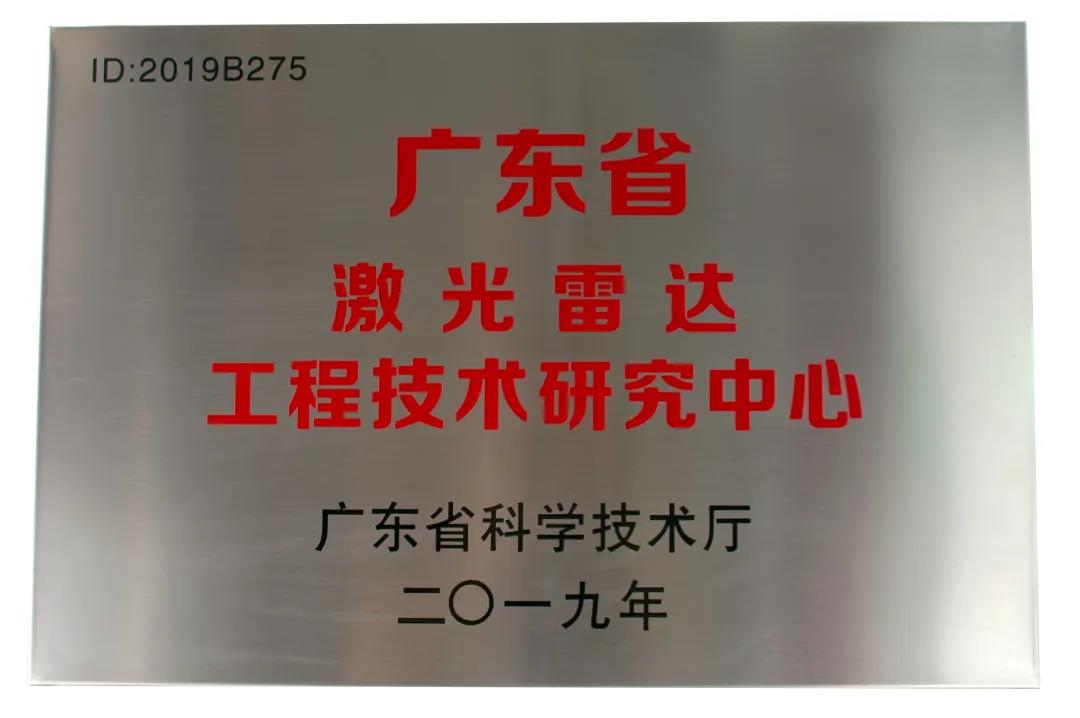 ID:2019B275
广东省
激光雷达
工程技术研究中心
广东省科学技术厅
二〇一九年